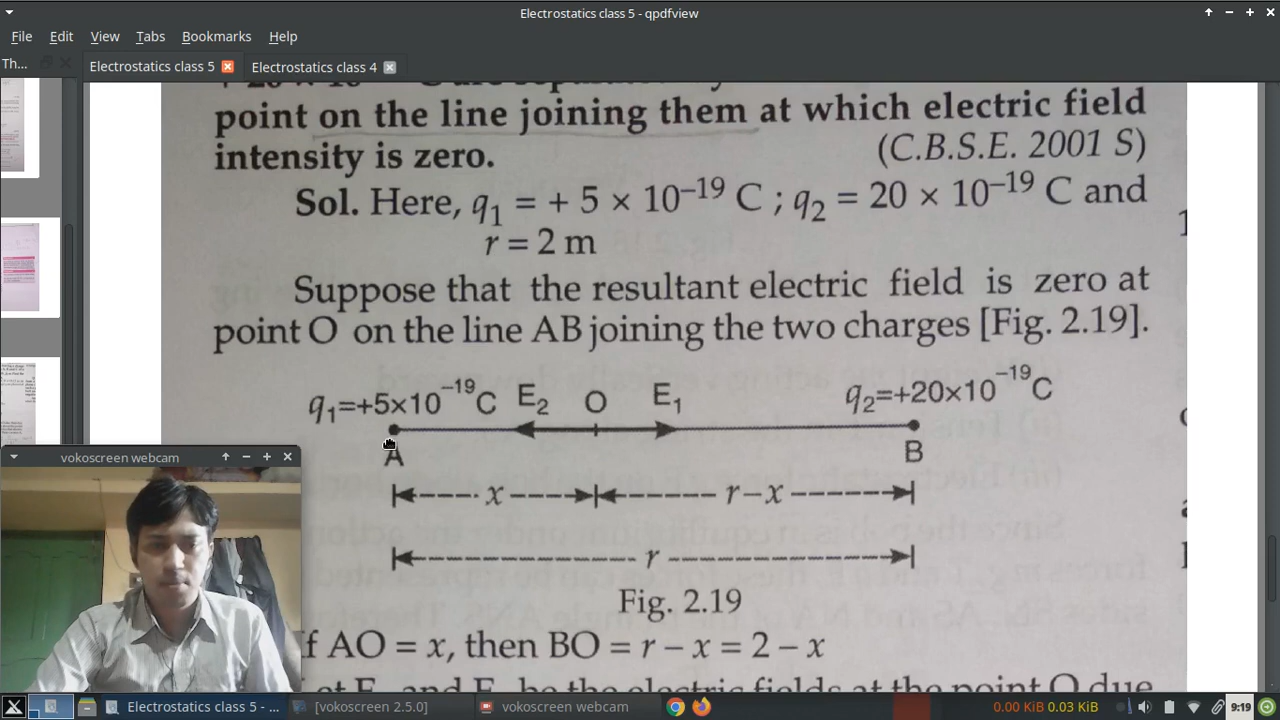 Electrostatics class 5 - qpdfview
File Edit View Tabs Bookmarks Help
Th... Electrostatics class 5 Electrostatics class 4
point on the line joining them at which electric field
intensity is zero. (C.B.S.E. 2001 S)
Sol. Here, q₁ = + 5 × 10⁻¹⁹ C ; q₂ = 20 × 10⁻¹⁹ C and
r = 2 m
Suppose that the resultant electric field is zero at
point O on the line AB joining the two charges [Fig. 2.19].
q₁=+5×10⁻¹⁹C E₂ O E₁ q₂=+20×10⁻¹⁹C
A B
x r−x
r
Fig. 2.19
If AO = x, then BO = r − x = 2 − x
vokoscreen webcam
Electrostatics class 5 - ... [vokoscreen 2.5.0] vokoscreen webcam 0.00 KiB 0.03 KiB 9:19